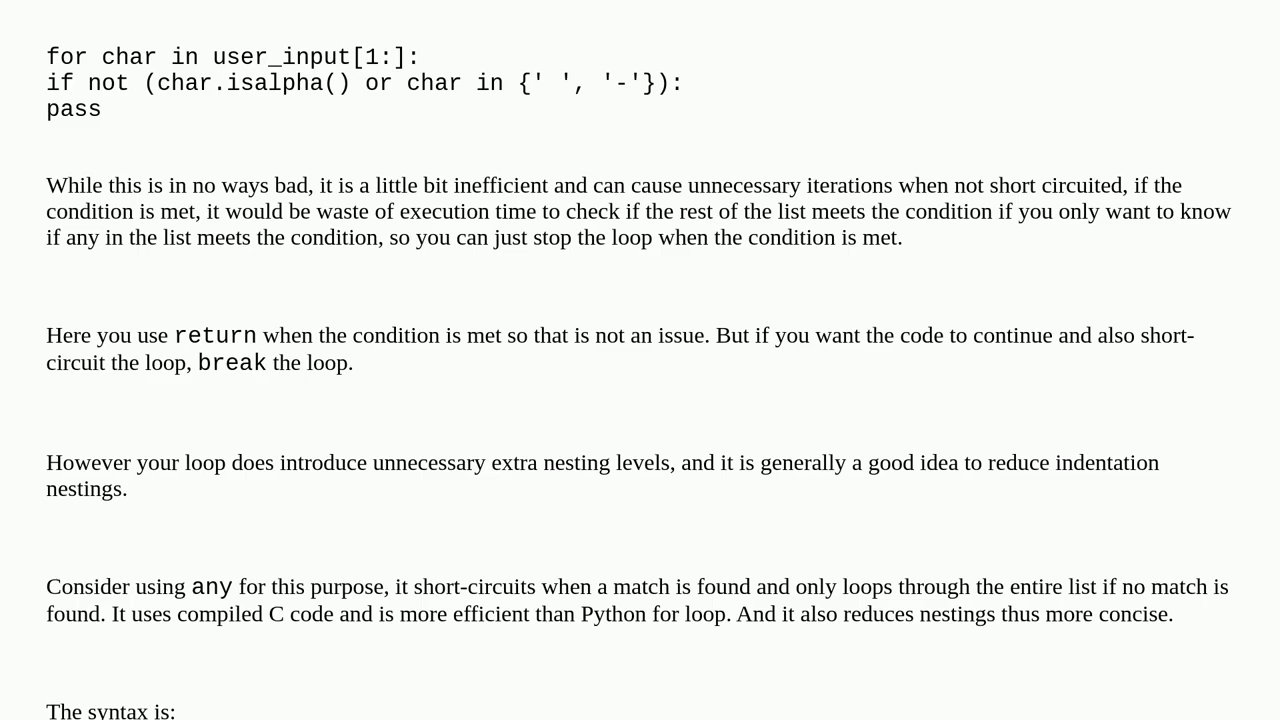 for char in user_input[1:]:
if not (char.isalpha() or char in {' ', '-'}):
pass
While this is in no ways bad, it is a little bit inefficient and can cause unnecessary iterations when not short circuited, if the
condition is met, it would be waste of execution time to check if the rest of the list meets the condition if you only want to know
if any in the list meets the condition, so you can just stop the loop when the condition is met.
Here you use return when the condition is met so that is not an issue. But if you want the code to continue and also short-
circuit the loop, break the loop.
However your loop does introduce unnecessary extra nesting levels, and it is generally a good idea to reduce indentation
nestings.
Consider using any for this purpose, it short-circuits when a match is found and only loops through the entire list if no match is
found. It uses compiled C code and is more efficient than Python for loop. And it also reduces nestings thus more concise.
The syntax is: